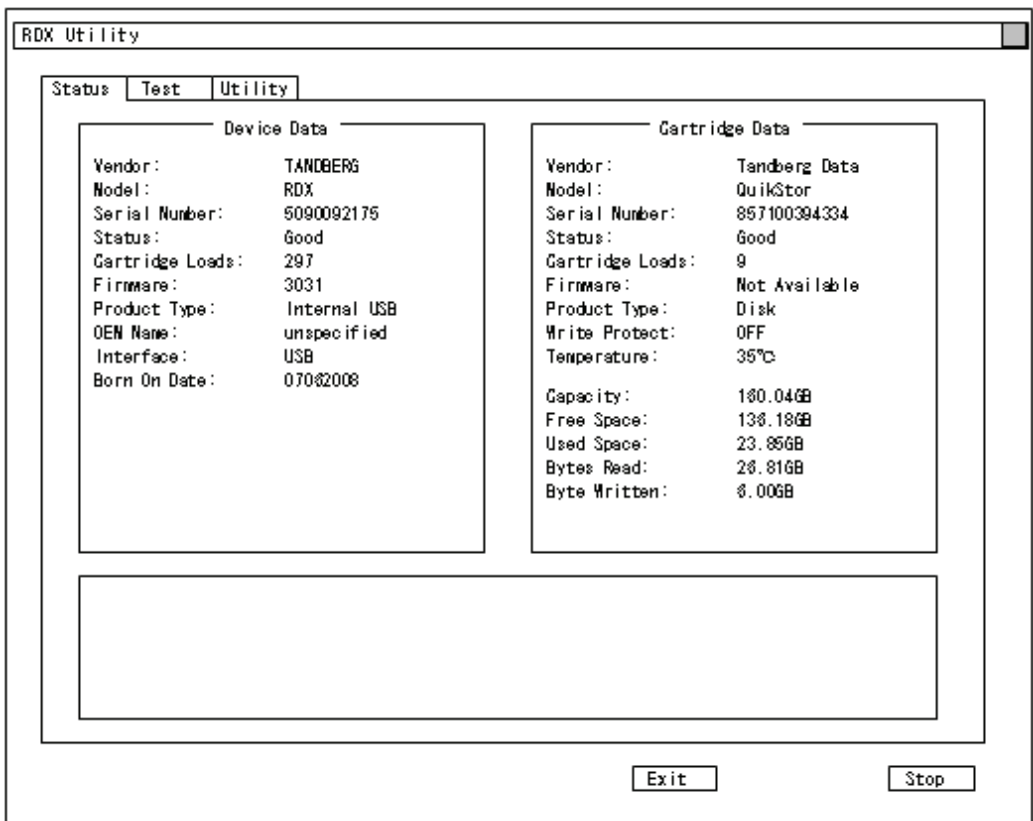 RDX Utility
Status Test Utility
Device Data
Vendor: TANDBERG
Model: RDX
Serial Number: 5090092175
Status: Good
Cartridge Loads: 297
Firmware: 3031
Product Type: Internal USB
OEM Name: unspecified
Interface: USB
Born On Date: 07062008
Cartridge Data
Vendor: Tandberg Data
Model: QuikStor
Serial Number: 857100394334
Status: Good
Cartridge Loads: 9
Firmware: Not Available
Product Type: Disk
Write Protect: OFF
Temperature: 35℃
Capacity: 160.04GB
Free Space: 136.18GB
Used Space: 23.85GB
Bytes Read: 26.81GB
Byte Written: 6.00GB
Exit Stop